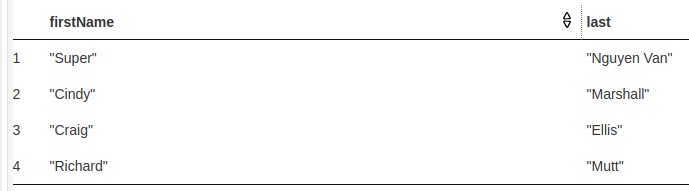 firstName last
1 "Super" "Nguyen Van"
2 "Cindy" "Marshall"
3 "Craig" "Ellis"
4 "Richard" "Mutt"